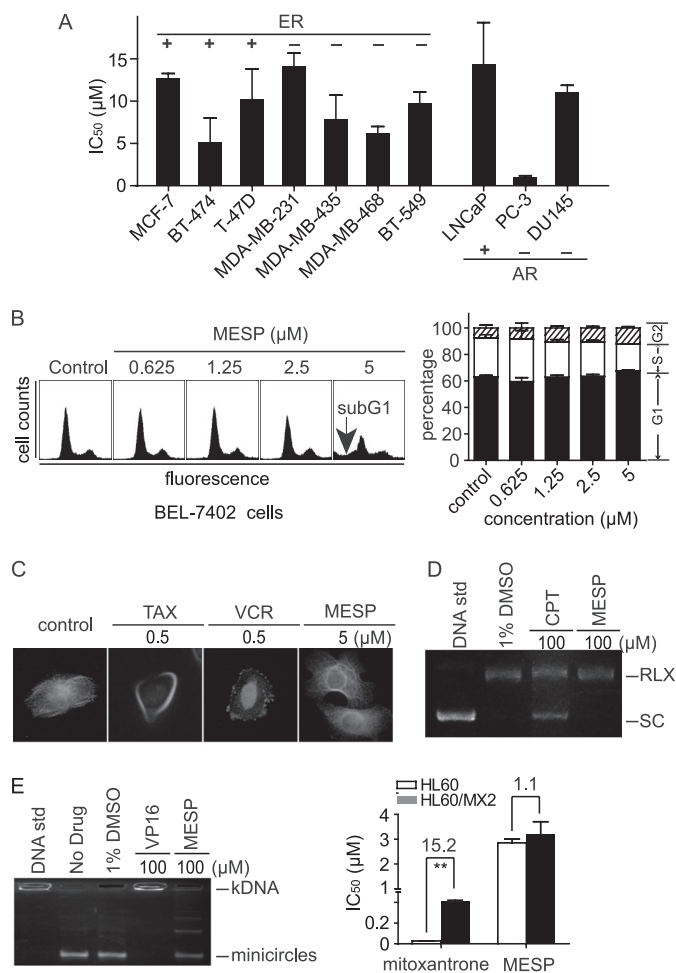 A
ER
+ + + − − − −
IC50 (μM)
15
10
5
0
MCF-7
BT-474
T-47D
MDA-MB-231
MDA-MB-435
MDA-MB-468
BT-549
LNCaP
PC-3
DU145
+ − −
AR
B
MESP (μM)
Control 0.625 1.25 2.5 5
cell counts
subG1
fluorescence
BEL-7402 cells
percentage
100
80
60
40
20
0
G1 S G2
control
0.625
1.25
2.5
5
concentration (μM)
C
control
TAX VCR MESP
0.5 0.5 5 (μM)
D
DNA std
1% DMSO
CPT
MESP
100 100 (μM)
RLX
SC
E
DNA std
No Drug
1% DMSO
VP16
MESP
100 100 (μM)
kDNA
minicircles
HL60
HL60/MX2
IC50 (μM)
4
3
2
1
0.2
0
15.2
**
1.1
mitoxantrone MESP